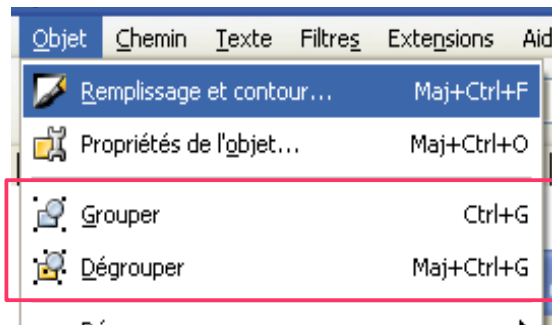 Objet Chemin Texte Filtres Extensions
Remplissage et contour... Maj+Ctrl+F
Propriétés de l'objet... Maj+Ctrl+O
Grouper Ctrl+G
Dégrouper Maj+Ctrl+G